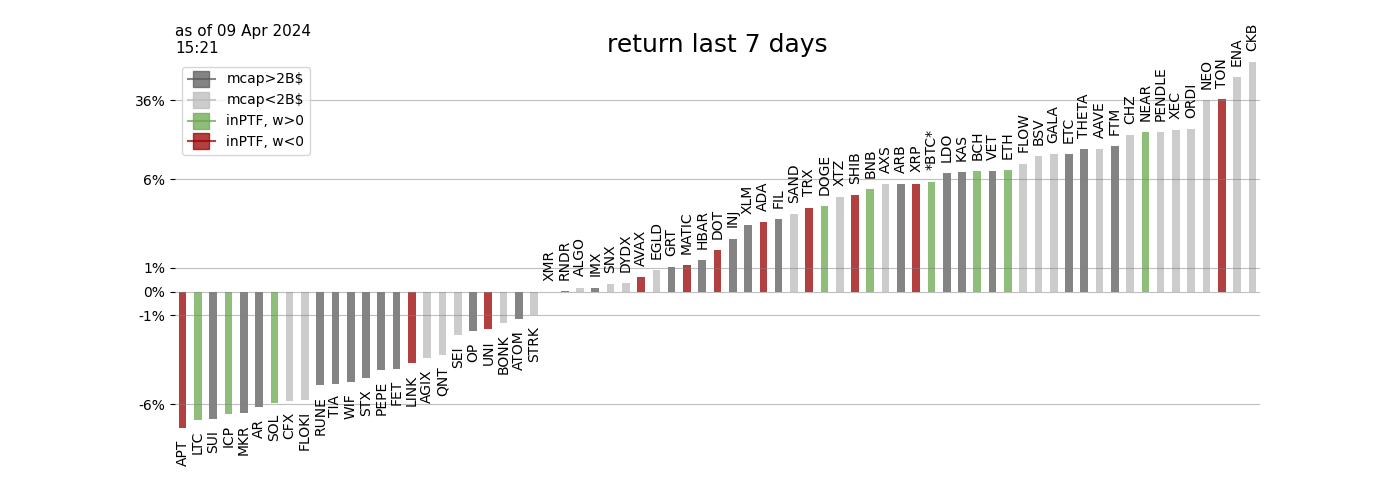 as of 09 Apr 2024
15:21
return last 7 days
mcap>2B$
mcap<2B$
inPTF, w>0
inPTF, w<0
36%
6%
1%
0%
-1%
-6%
APT
LTC
SUI
ICP
MKR
AR
SOL
CFX
FLOKI
RUNE
TIA
WIF
STX
PEPE
FET
LINK
AGIX
QNT
SEI
OP
UNI
BONK
ATOM
STRK
XMR
RNDR
ALGO
IMX
SNX
DYDX
AVAX
EGLD
GRT
MATIC
HBAR
DOT
INJ
XLM
ADA
FIL
SAND
TRX
DOGE
XTZ
SHIB
BNB
AXS
ARB
XRP
*BTC*
LDO
KAS
BCH
VET
ETH
FLOW
BSV
GALA
ETC
THETA
AAVE
FTM
CHZ
NEAR
PENDLE
XEC
ORDI
NEO
TON
ENA
CKB